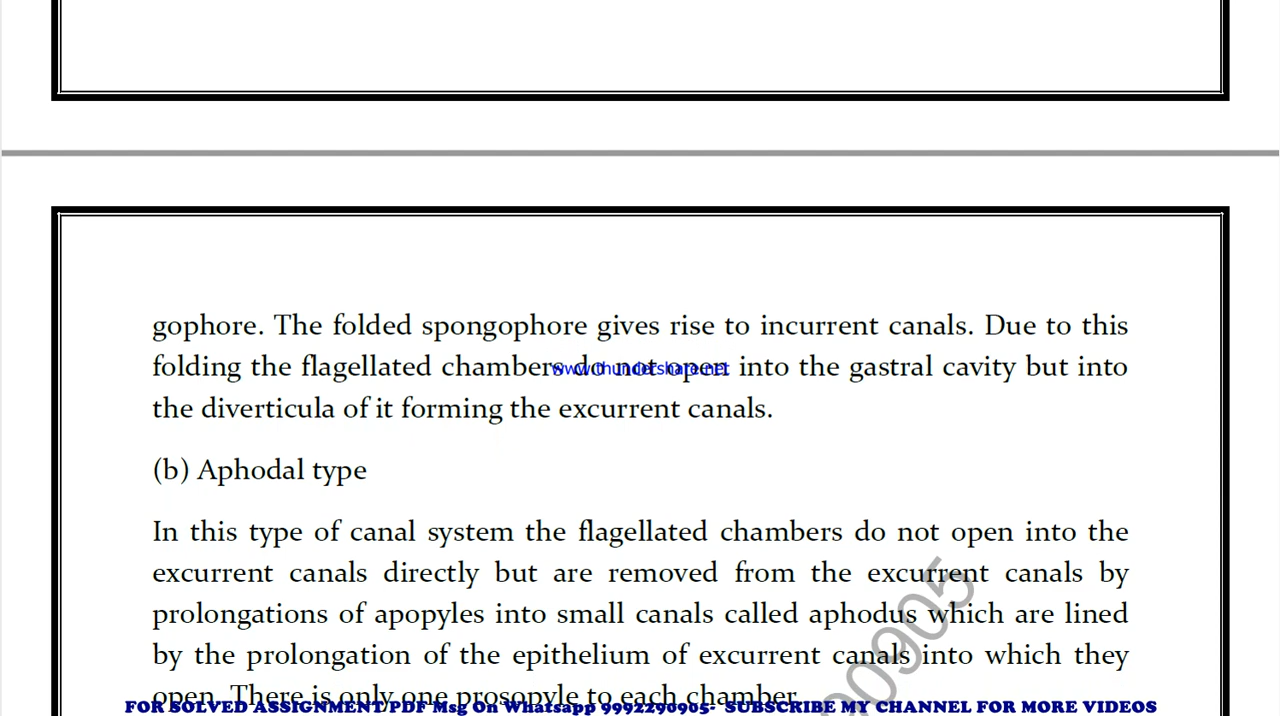 gophore. The folded spongophore gives rise to incurrent canals. Due to this
folding the flagellated chambers do not open into the gastral cavity but into
www.thundershare.net
the diverticula of it forming the excurrent canals.
(b) Aphodal type
In this type of canal system the flagellated chambers do not open into the
excurrent canals directly but are removed from the excurrent canals by
prolongations of apopyles into small canals called aphodus which are lined
by the prolongation of the epithelium of excurrent canals into which they
open. There is only one prosopyle to each chamber.
FOR SOLVED ASSIGNMENT PDF Msg On Whatsapp 9992290905- SUBSCRIBE MY CHANNEL FOR MORE VIDEOS